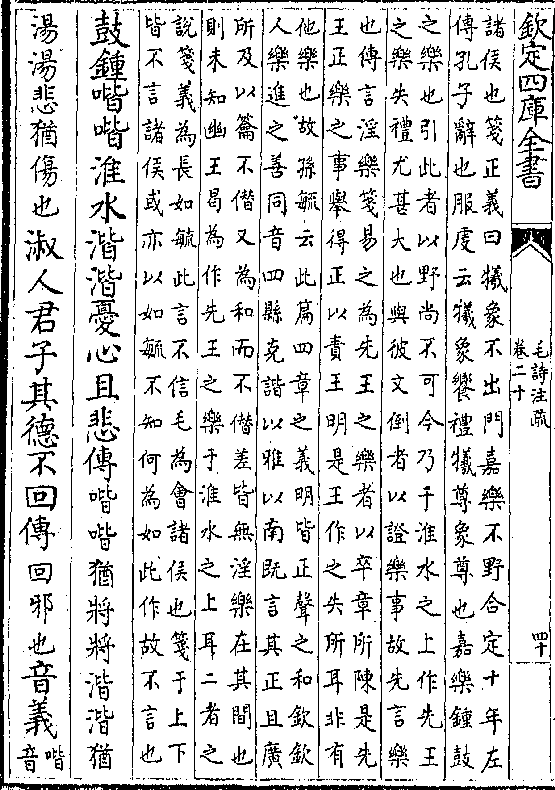 欽定四庫全書
毛詩注疏
卷二十
四十
諸侯也箋正義曰犧象不出門嘉樂不野合定十年左
傳孔子辭也服虔云犧象饗禮犧尊象尊也嘉樂鍾鼓
之樂也引此者以野尚不可今乃于淮水之上作先王
之樂失禮尤甚大也與彼文倒者以證樂事故先言樂
也傳言淫樂箋易之為先王之樂者以卒章所陳是先
王正樂之事舉得正以責王明是王作之失所耳非有
他樂也故孫毓云此篇四章之義明皆正聲之和欽欽
人樂進之善同音四縣克諧以雅以南既言其正且廣
所及以籥不僭又為和而不僭差皆無淫樂在其間也
則未知幽王曷為作先王之樂于淮水之上耳二者之
說箋義為長如毓此言不信毛為會諸侯也箋于上下
皆不言諸侯或亦以如毓不知何為如此作故不言也
鼓鍾喈喈淮水湝湝憂心且悲傳喈喈猶將將湝湝猶
湯湯悲猶傷也淑人君子其德不回傳回邪也音義喈
音